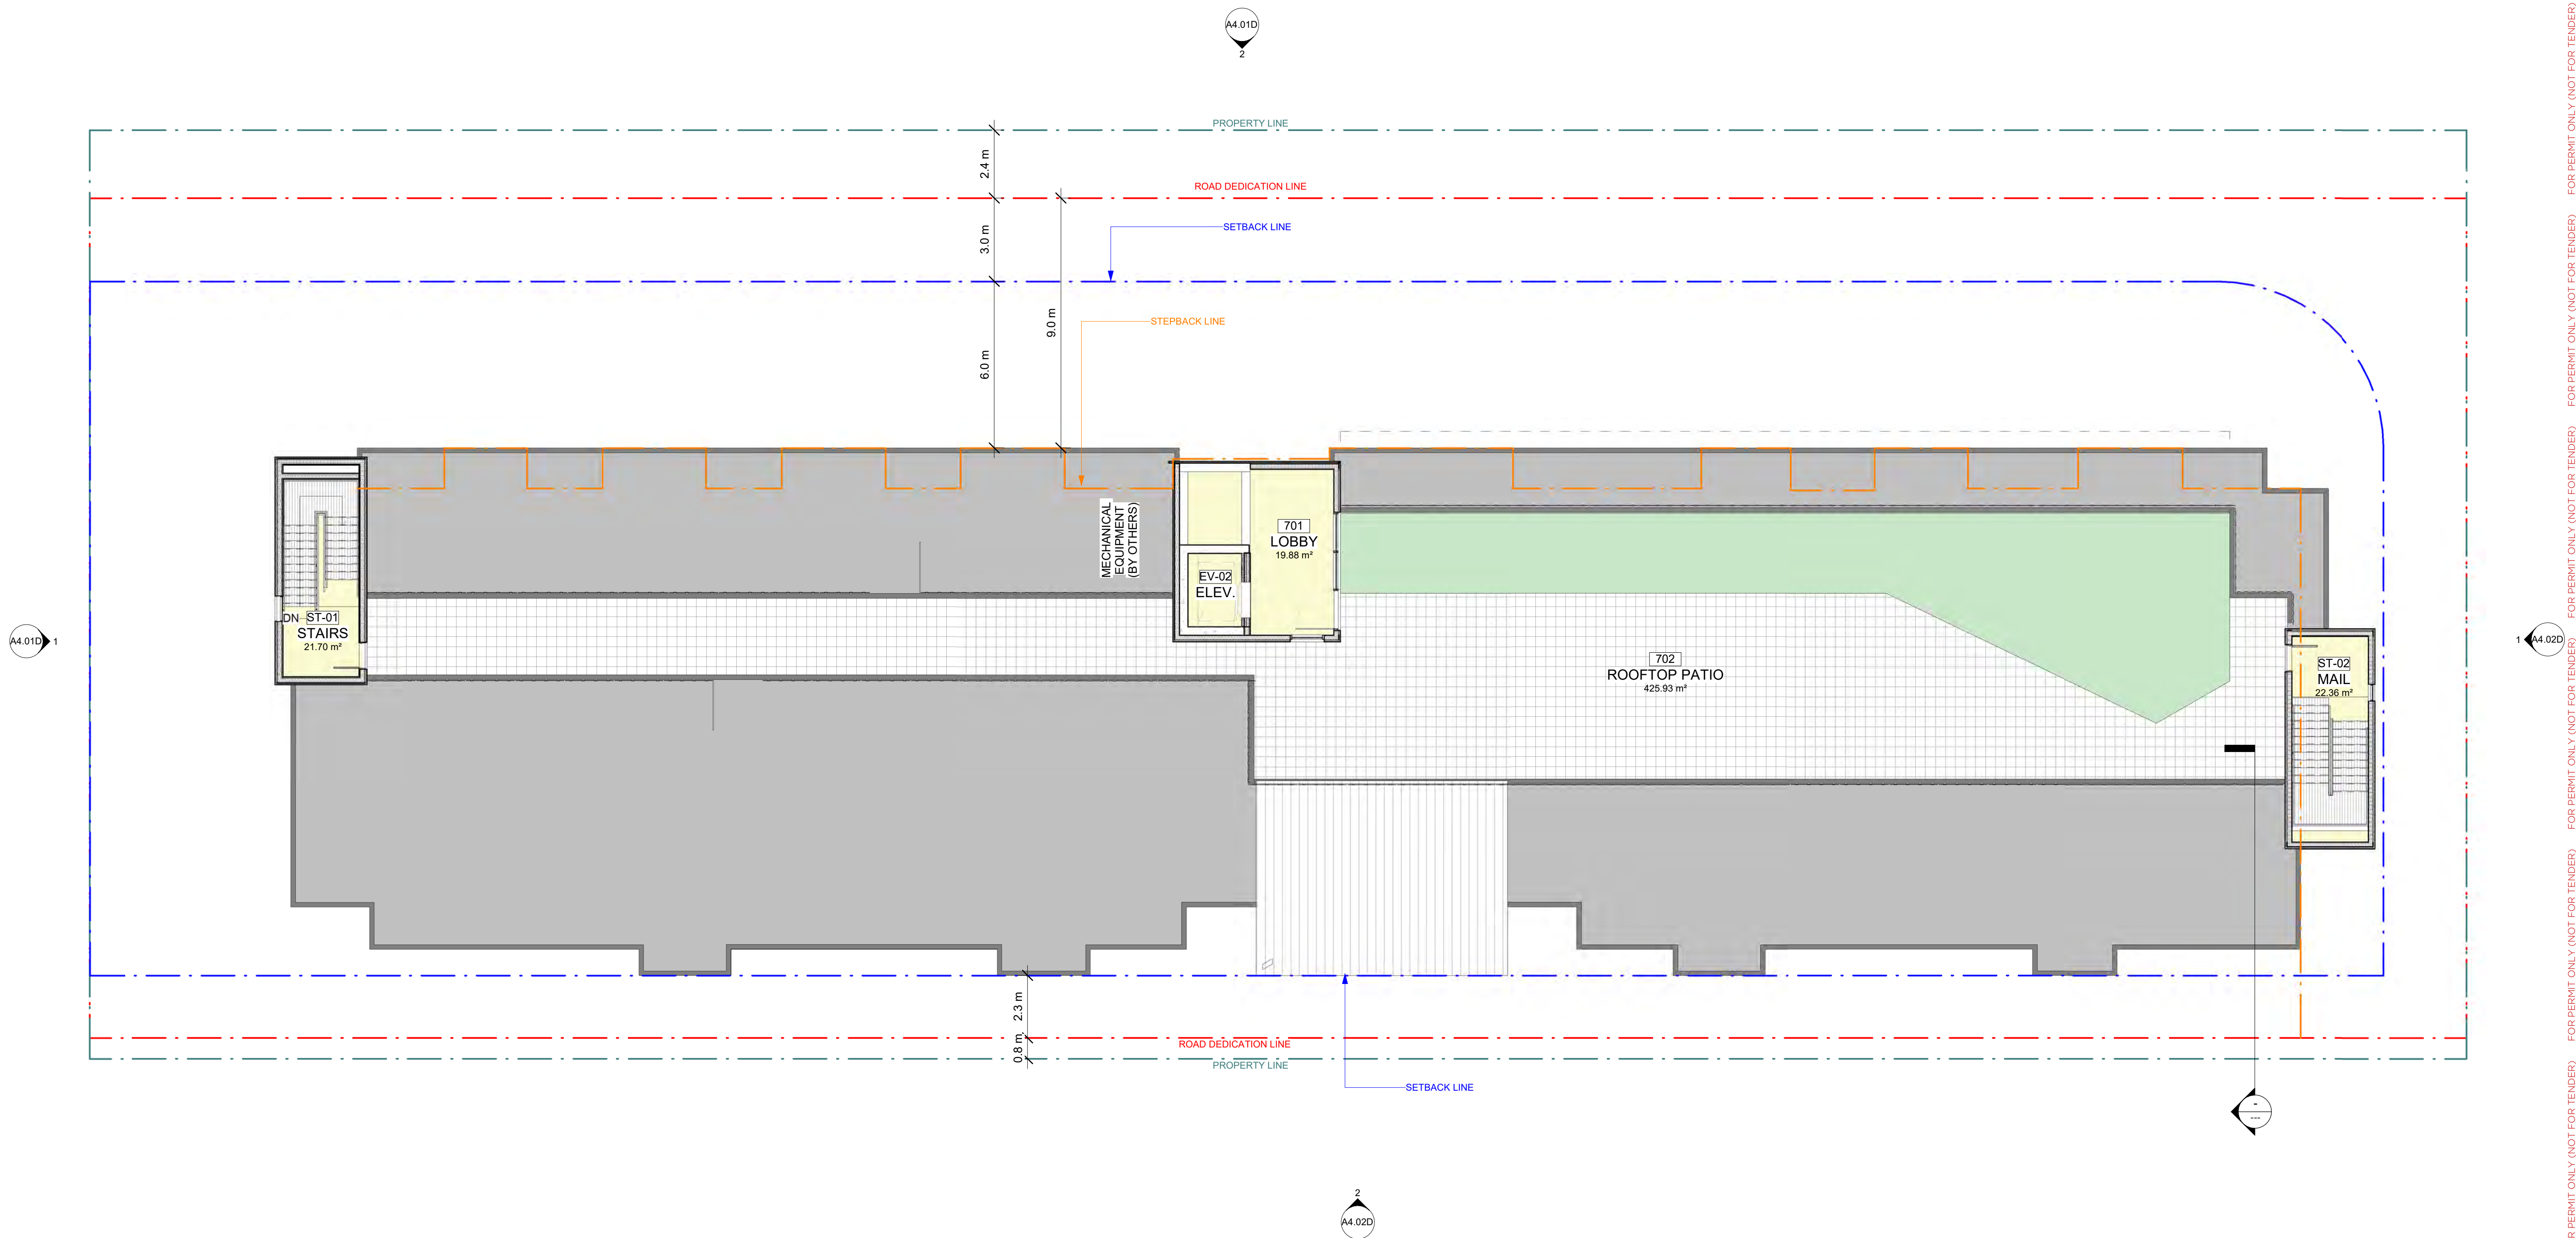 A4.01D
2
PROPERTY LINE
2.4 m
ROAD DEDICATION LINE
3.0 m
SETBACK LINE
9.0 m
STEPBACK LINE
6.0 m
MECHANICAL
EQUIPMENT
(BY OTHERS)
701
LOBBY
19.88 m²
EV-02
ELEV.
DN
ST-01
STAIRS
21.70 m²
A4.01D
1
1
A4.02D
702
ROOFTOP PATIO
425.93 m²
ST-02
MAIL
22.36 m²
2.3 m
0.8 m
ROAD DEDICATION LINE
PROPERTY LINE
SETBACK LINE
-
---
2
A4.02D
R PERMIT ONLY (NOT FOR TENDER) FOR PERMIT ONLY (NOT FOR TENDER) FOR PERMIT ONLY (NOT FOR TENDER) FOR PERMIT ONLY (NOT FOR TENDER) FOR PERMIT ONLY (NOT FOR TENDER) FOR PERMIT ONLY (NOT FOR TENDER)